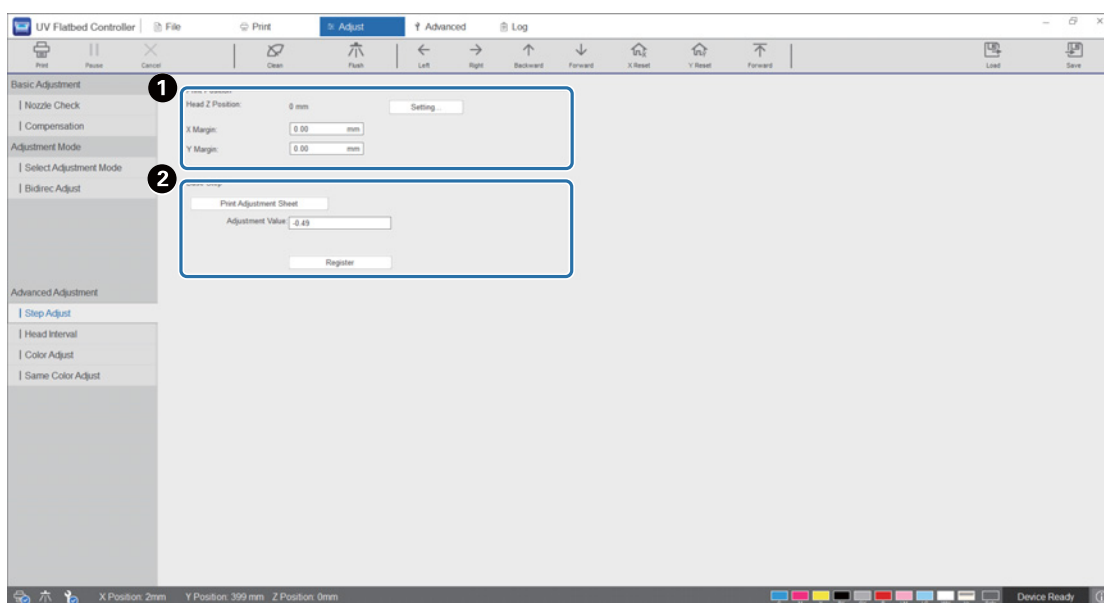 UV Flatbed Controller File Print Adjust Advanced Log
Print Pause Cancel Clean Flush Left Right Backward Forward X Reset Y Reset Forward Load Save
Basic Adjustment
Nozzle Check
Compensation
Adjustment Mode
Select Adjustment Mode
Bidirec Adjust
Advanced Adjustment
Step Adjust
Head Interval
Color Adjust
Same Color Adjust
1
Head Z Position: 0 mm Setting...
X Margin: 0.00 mm
Y Margin: 0.00 mm
2
Print Adjustment Sheet
Adjustment Value: -0.49
Register
X Position: 2mm Y Position: 399 mm Z Position: 0mm Device Ready